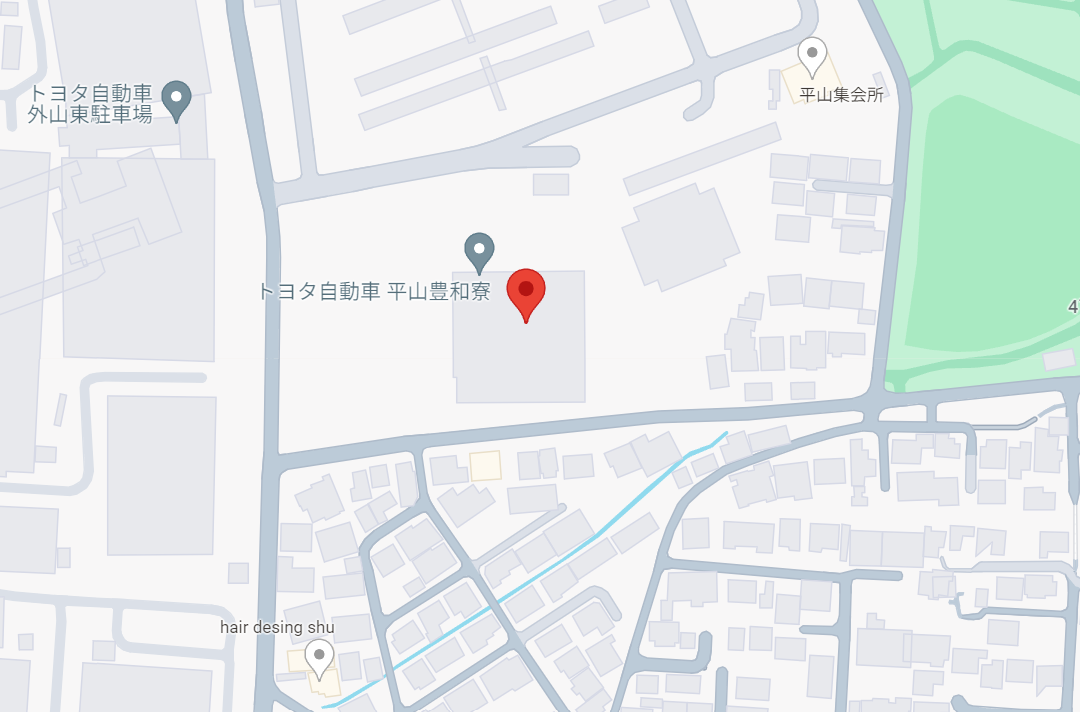 平山集会所
トヨタ自動車
外山東駐車場
トヨタ自動車 平山豊和寮
4
hair desing shu